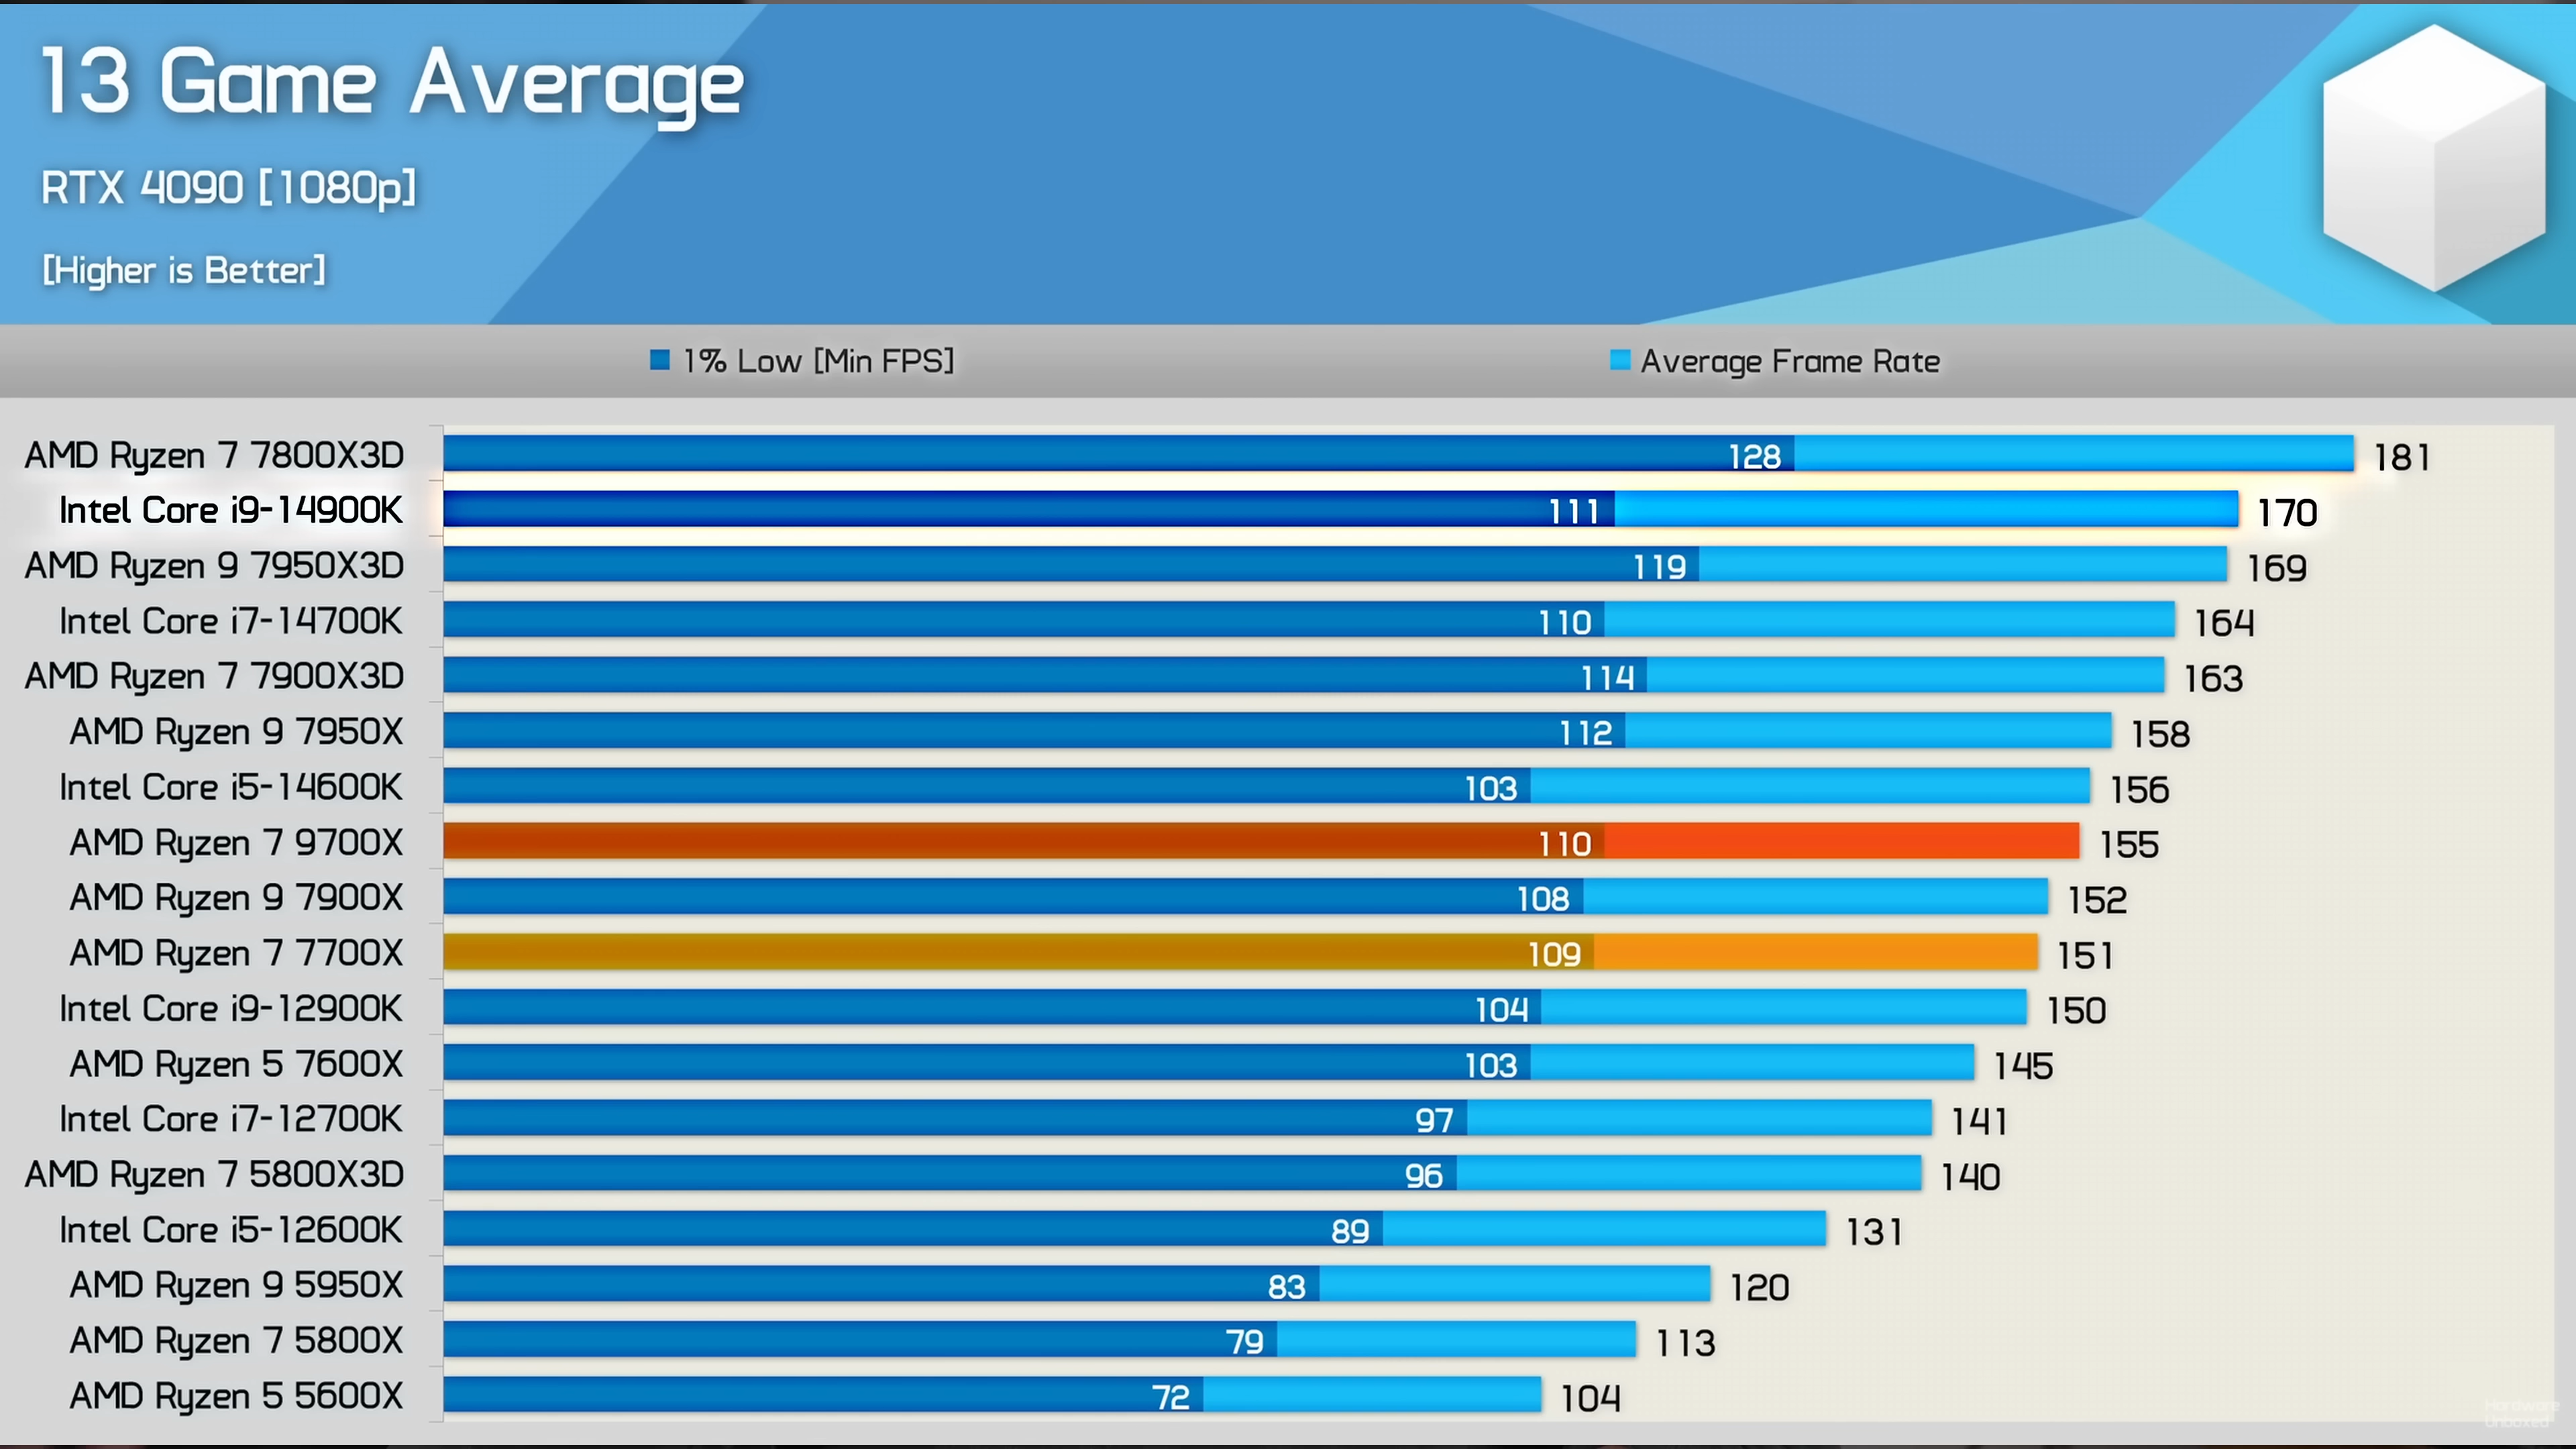 13 Game Average
RTX 4090 [1080p]
[Higher is Better]
1% Low [Min FPS] Average Frame Rate
AMD Ryzen 7 7800X3D 128 181
Intel Core i9-14900K 111 170
AMD Ryzen 9 7950X3D 119 169
Intel Core i7-14700K 110 164
AMD Ryzen 7 7900X3D 114 163
AMD Ryzen 9 7950X 112 158
Intel Core i5-14600K 103 156
AMD Ryzen 7 9700X 110 155
AMD Ryzen 9 7900X 108 152
AMD Ryzen 7 7700X 109 151
Intel Core i9-12900K 104 150
AMD Ryzen 5 7600X 103 145
Intel Core i7-12700K 97 141
AMD Ryzen 7 5800X3D 96 140
Intel Core i5-12600K 89 131
AMD Ryzen 9 5950X 83 120
AMD Ryzen 7 5800X 79 113
AMD Ryzen 5 5600X 72 104
Hardware
Unboxed